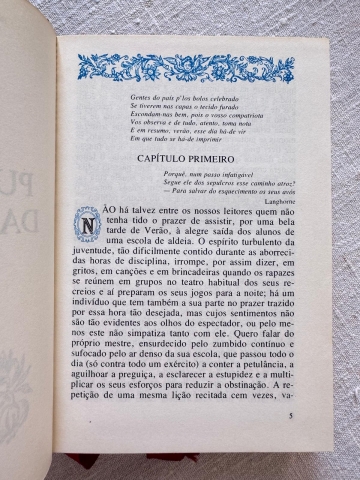 Gentes do país p'los bolos celebrado
Se tiverem nas capas o tecido furado
Escondam-nas bem, pois o vosso compatriota
Vos observa e de tudo, atento, toma nota
E em resumo, verão, esse dia há-de vir
Em que tudo se há-de imprimir
CAPÍTULO PRIMEIRO
Porquê, num passo infatigável
Segue ele dos sepulcros esse caminho atroz?
— Para salvar do esquecimento os seus avós
Langhorne
NÃO há talvez entre os nossos leitores quem não
tenha tido o prazer de assistir, por uma bela
tarde de Verão, à alegre saída dos alunos de
uma escola de aldeia. O espírito turbulento da
juventude, tão dificilmente contido durante as aborreci-
das horas de disciplina, irrompe, por assim dizer, em
gritos, em canções e em brincadeiras quando os rapazes
se reúnem em grupos no teatro habitual dos seus re-
creios e aí preparam os seus jogos para a noite; há um
indivíduo que tem também a sua parte no prazer trazido
por essa hora tão desejada, mas cujos sentimentos não
são tão evidentes aos olhos do espectador, ou pelo me-
nos este não simpatiza tanto com ele. Quero falar do
próprio mestre, ensurdecido pelo zumbido contínuo e
sufocado pelo ar denso da sua escola, que passou todo o
dia (só contra todo um exército) a conter a petulância, a
aguilhoar a preguiça, a esclarecer a estupidez e a multi-
plicar os seus esforços para reduzir a obstinação. A re-
petição de uma mesma lição recitada cem vezes, va-
5
PU
DA